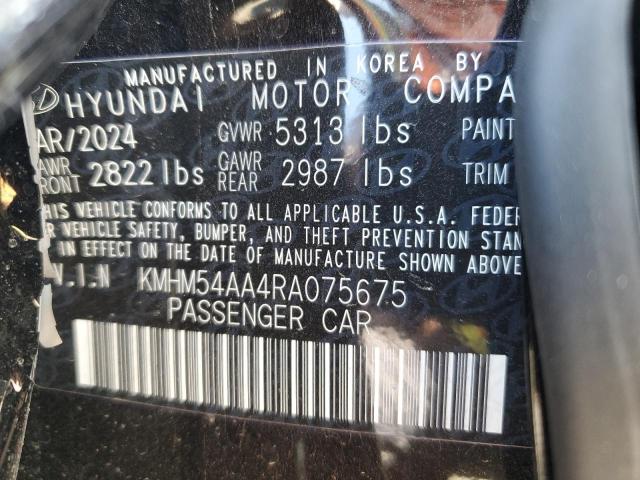 MANUFACTURED IN KOREA BY
HYUNDAI MOTOR COMPA
AR/2024 GVWR 5313 lbs PAINT
AWR FRONT 2822 lbs GAWR REAR 2987 lbs TRIM
HIS VEHICLE CONFORMS TO ALL APPLICABLE U.S.A. FEDER
R VEHICLE SAFETY, BUMPER, AND THEFT PREVENTION STAN
EFFECT ON THE DATE OF MANUFACTURE SHOWN ABOVE
V.I.N KMHM54AA4RA075675
PASSENGER CAR